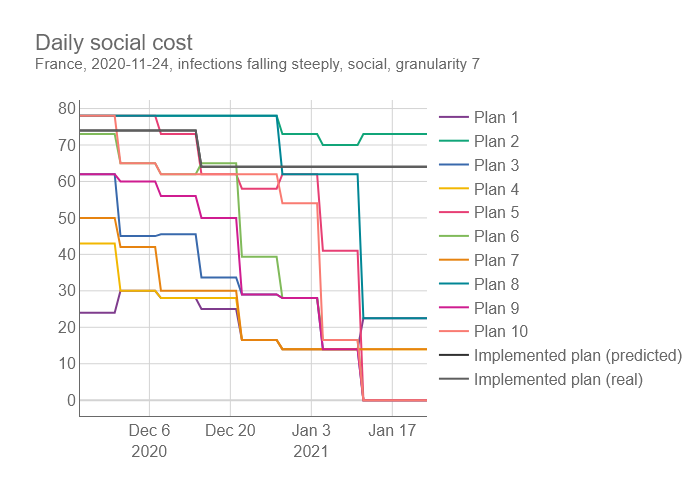 Daily social cost
France, 2020-11-24, infections falling steeply, social, granularity 7
80
70
60
50
40
30
20
10
0
Dec 6
2020
Dec 20
Jan 3
2021
Jan 17
Plan 1
Plan 2
Plan 3
Plan 4
Plan 5
Plan 6
Plan 7
Plan 8
Plan 9
Plan 10
Implemented plan (predicted)
Implemented plan (real)